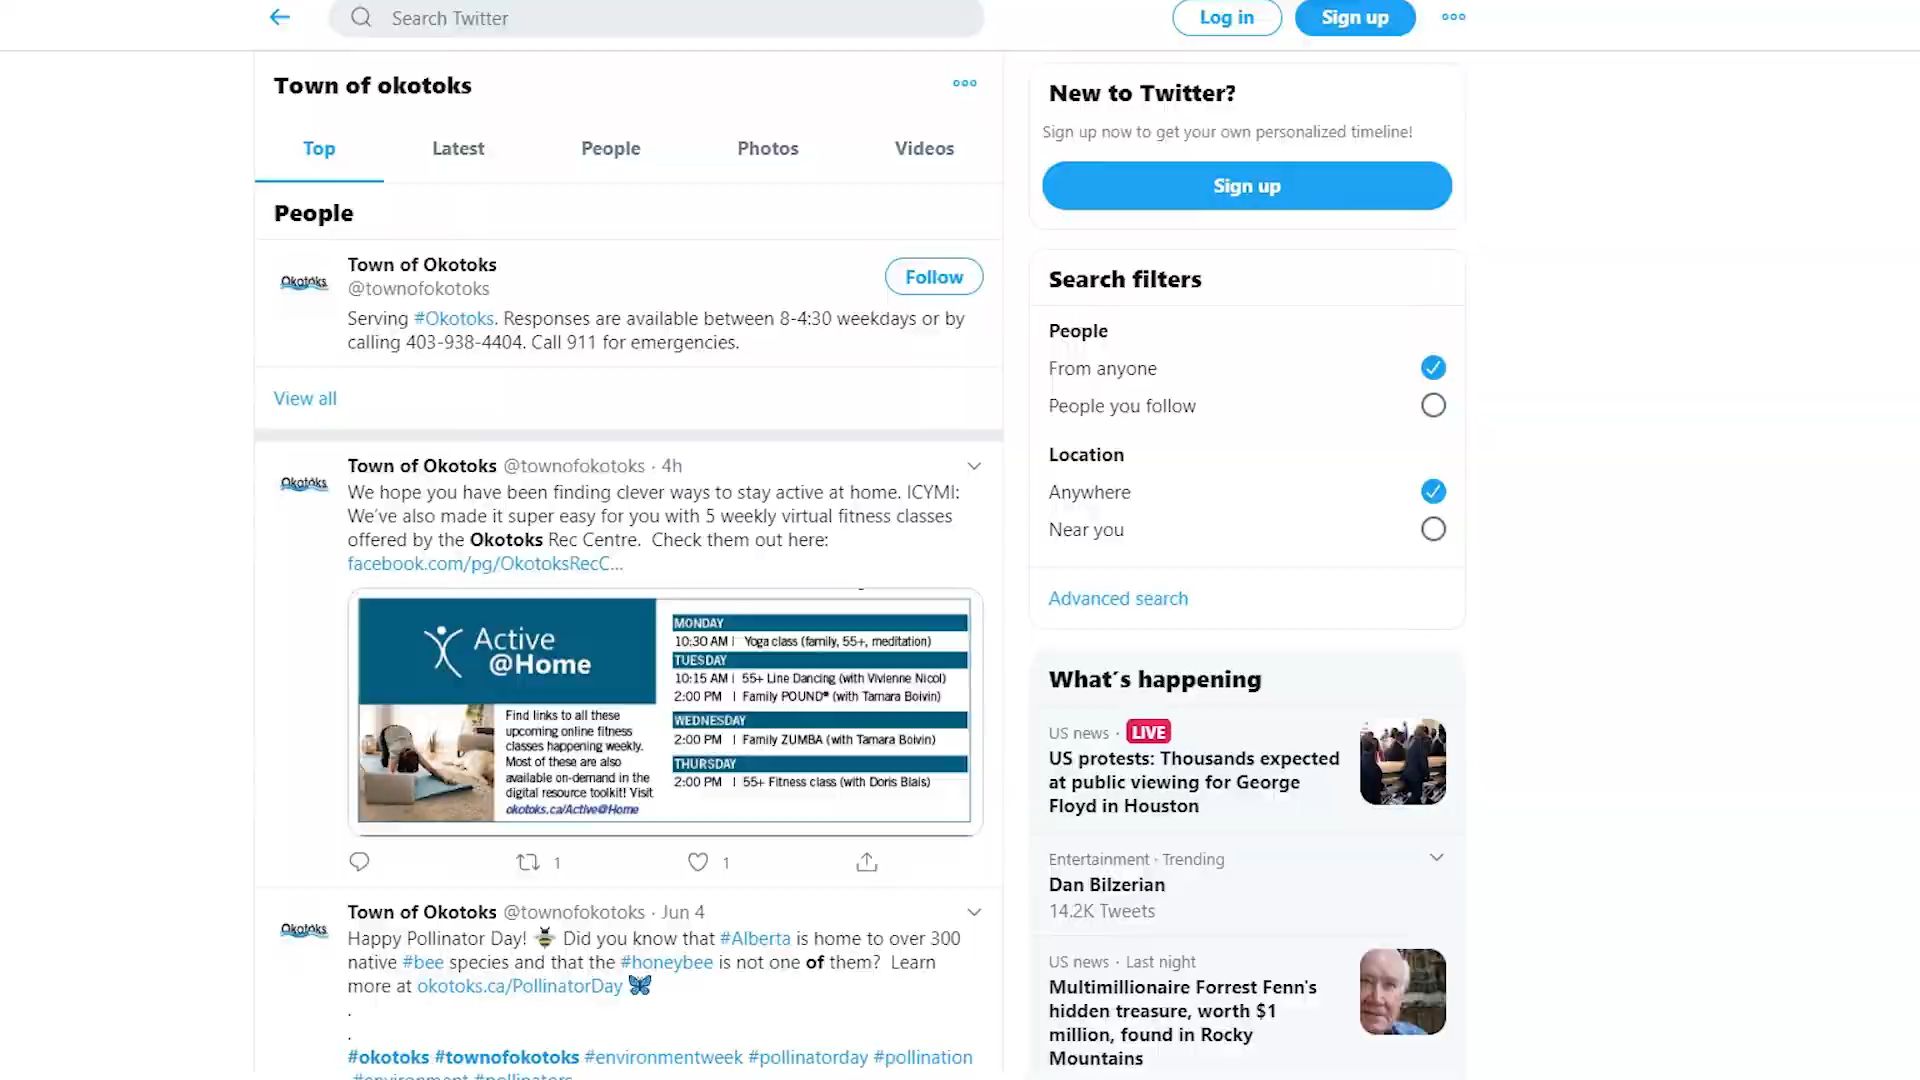 Search Twitter
Log in
Sign up
Town of okotoks
Top
Latest
People
Photos
Videos
People
Okotoks
Town of Okotoks
@townofokotoks
Follow
Serving #Okotoks. Responses are available between 8-4:30 weekdays or by
calling 403-938-4404. Call 911 for emergencies.
View all
Okotoks
Town of Okotoks @townofokotoks · 4h
We hope you have been finding clever ways to stay active at home. ICYMI:
We've also made it super easy for you with 5 weekly virtual fitness classes
offered by the Okotoks Rec Centre. Check them out here:
facebook.com/pg/OkotoksRecC...
Active
@Home
Find links to all these
upcoming online fitness
classes happening weekly.
Most of these are also
available on-demand in the
digital resource toolkit! Visit
okotoks.ca/Active@Home
MONDAY
10:30 AM | Yoga class (family, 55+, meditation)
TUESDAY
10:15 AM | 55+ Line Dancing (with Vivienne Nicol)
2:00 PM | Family POUND® (with Tamara Boivin)
WEDNESDAY
2:00 PM | Family ZUMBA (with Tamara Boivin)
THURSDAY
2:00 PM | 55+ Fitness class (with Doris Blais)
1
1
Okotoks
Town of Okotoks @townofokotoks · Jun 4
Happy Pollinator Day! Did you know that #Alberta is home to over 300
native #bee species and that the #honeybee is not one of them? Learn
more at okotoks.ca/PollinatorDay
.
.
#okotoks #townofokotoks #environmentweek #pollinatorday #pollination
#environment #pollinators
New to Twitter?
Sign up now to get your own personalized timeline!
Sign up
Search filters
People
From anyone
People you follow
Location
Anywhere
Near you
Advanced search
What's happening
US news · LIVE
US protests: Thousands expected
at public viewing for George
Floyd in Houston
Entertainment · Trending
Dan Bilzerian
14.2K Tweets
US news · Last night
Multimillionaire Forrest Fenn's
hidden treasure, worth $1
million, found in Rocky
Mountains